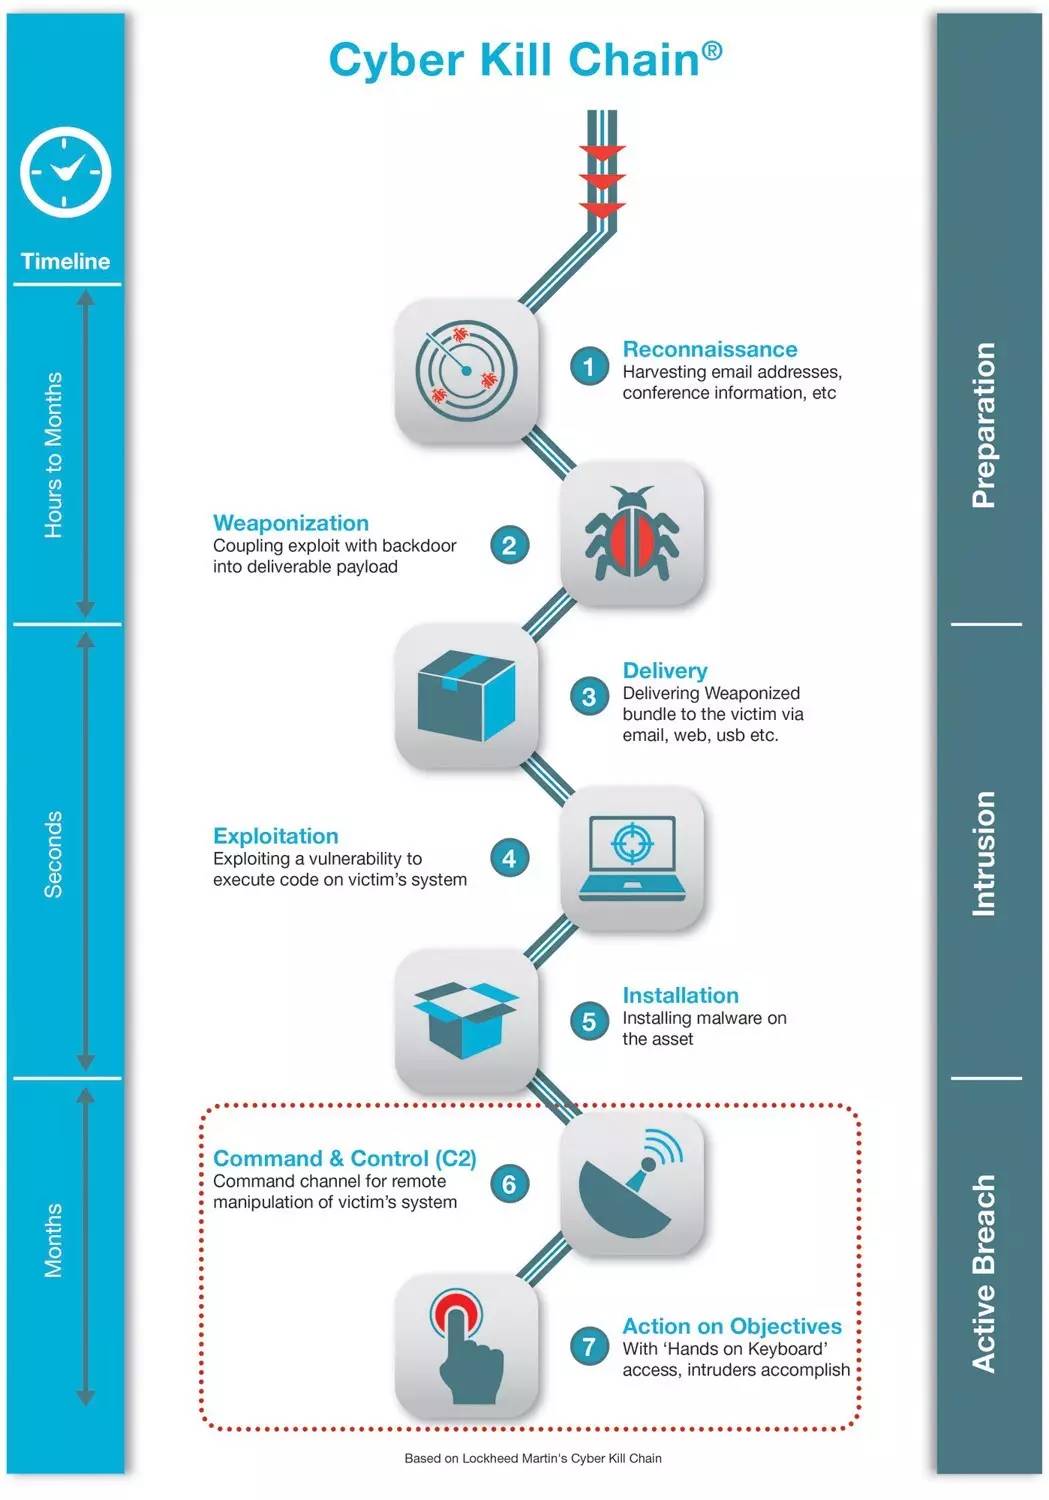 Cyber Kill Chain®
Timeline
Hours to Months
Preparation
1
Reconnaissance
Harvesting email addresses,
conference information, etc
Weaponization
Coupling exploit with backdoor
into deliverable payload
2
Seconds
Intrusion
3
Delivery
Delivering Weaponized
bundle to the victim via
email, web, usb etc.
Exploitation
Exploiting a vulnerability to
execute code on victim's system
4
5
Installation
Installing malware on
the asset
Months
Active Breach
Command & Control (C2)
Command channel for remote
manipulation of victim's system
6
7
Action on Objectives
With ‘Hands on Keyboard’
access, intruders accomplish
Based on Lockheed Martin's Cyber Kill Chain